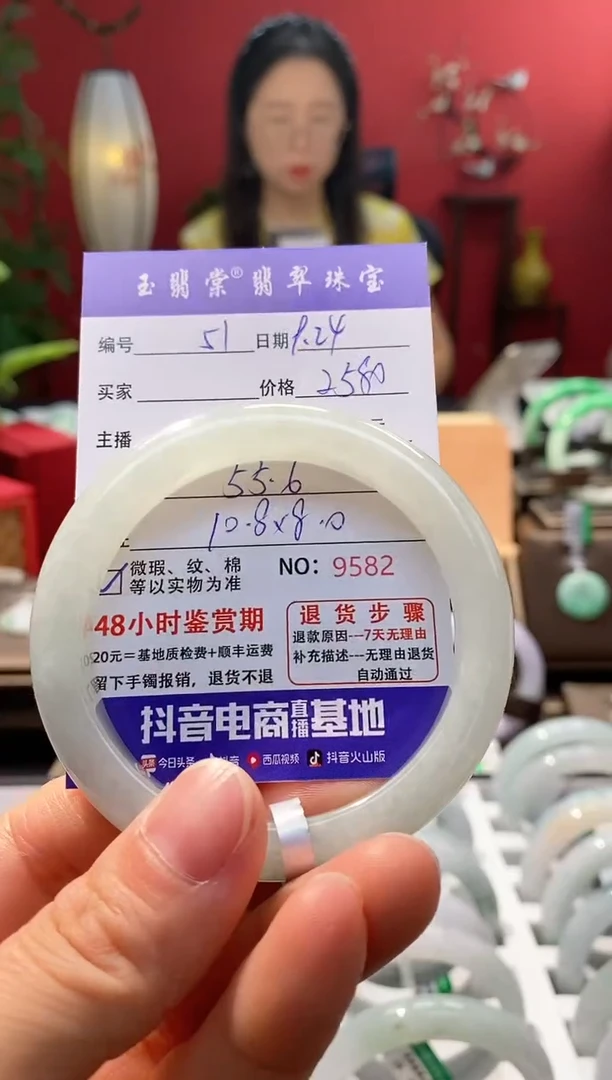 玉翡棠®翡翠珠宝
编号 51 日期 9.24
买家 价格 2580
主播
55.6
10.8x8.0
微瑕、纹、棉
等以实物为准
NO: 9582
48小时鉴赏期
20元=基地质检费+顺丰运费
留下手镯报销，退货不退
退货步骤
退款原因---7天无理由
补充描述---无理由退货
自动通过
抖音电商直播基地
今日头条 抖音 西瓜视频 抖音火山版